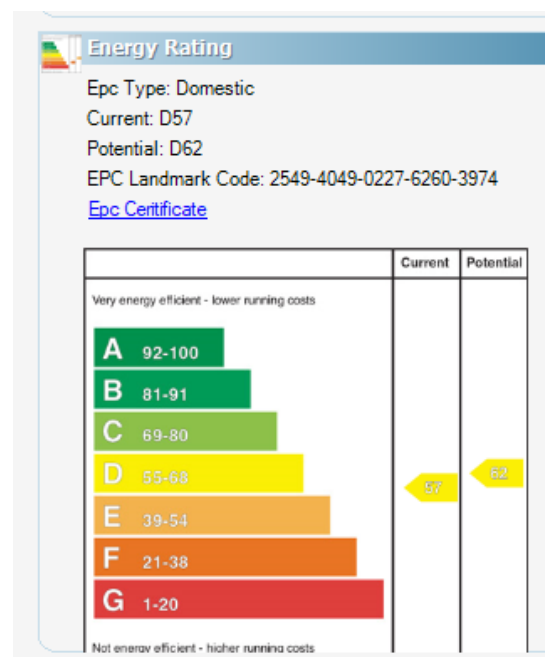 Energy Rating
Epc Type: Domestic
Current: D57
Potential: D62
EPC Landmark Code: 2549-4049-0227-6260-3974
Epc Ceritificate
Current Potential
Very energy efficient - lower running costs
A 92-100
B 81-91
C 69-80
D 55-68
57 62
E 39-54
F 21-38
G 1-20
Not energy efficient - higher running costs